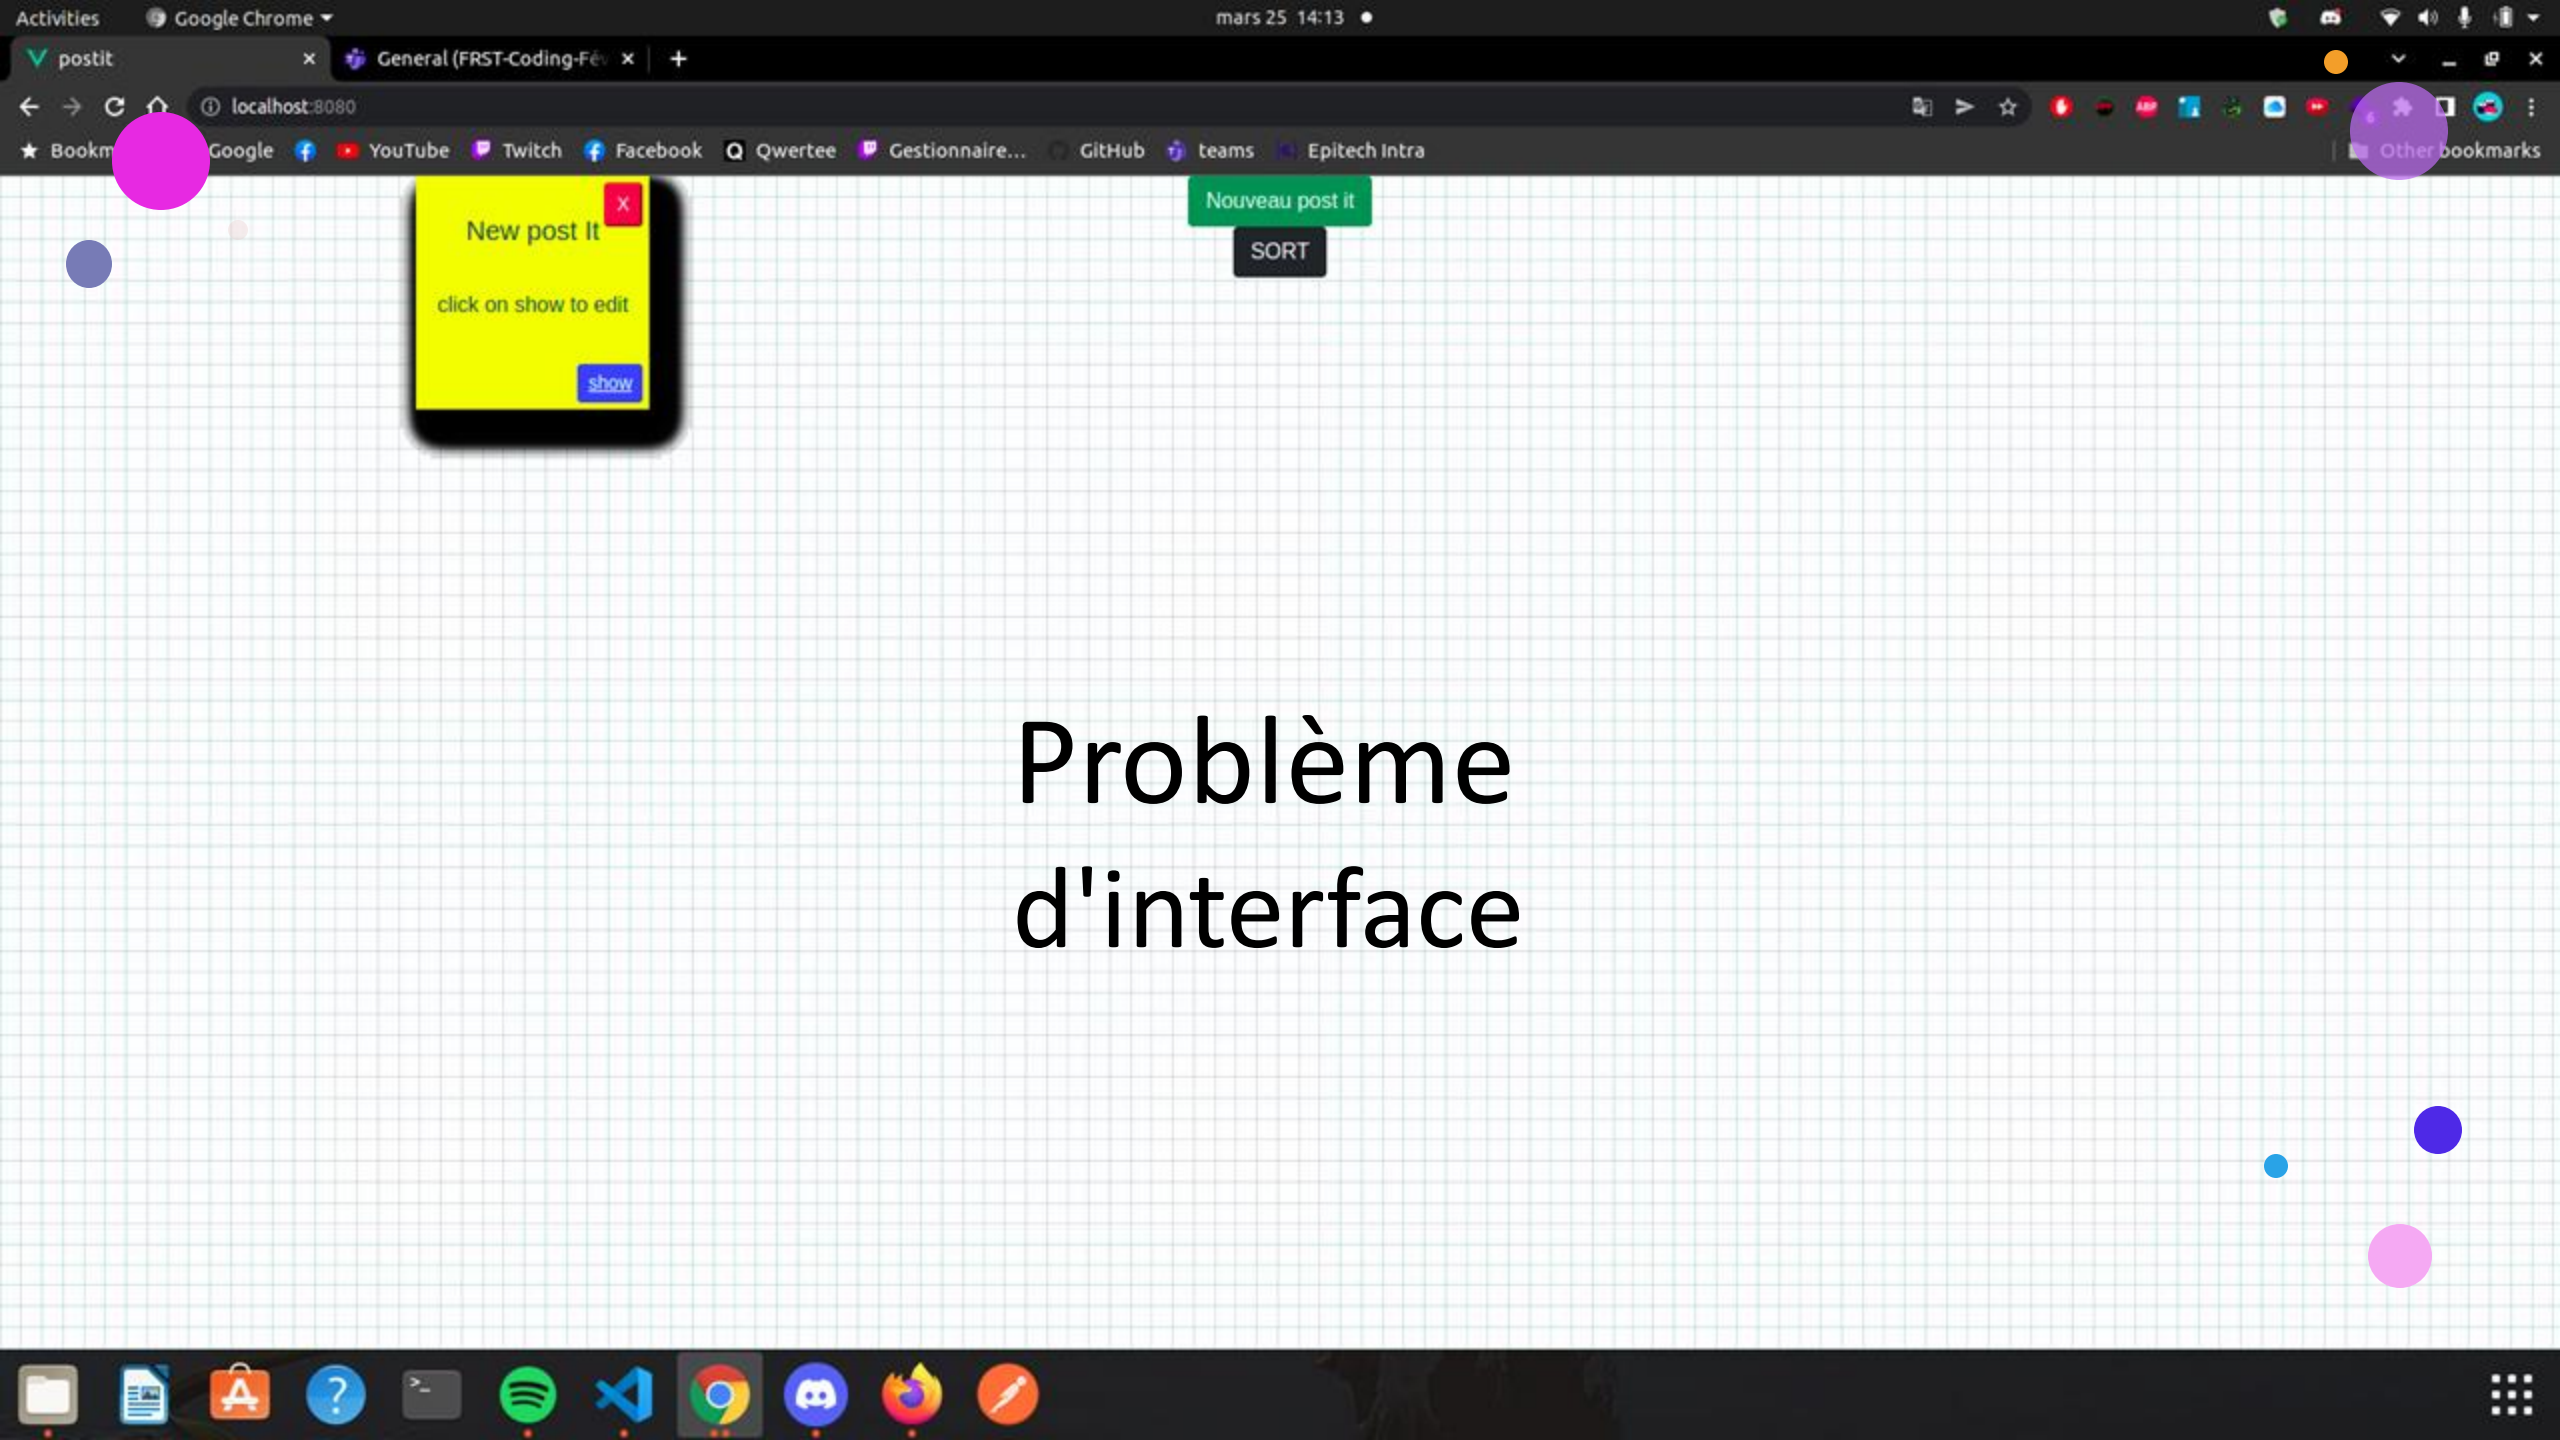 Activities Google Chrome mars 25 14:13
postit General (FRST-Coding-Fév
localhost:8080
Bookm Google YouTube Twitch Facebook Qwertee Gestionnaire... GitHub teams Epitech Intra Other bookmarks
Nouveau post it
SORT
X
New post It
click on show to edit
show
Problème
d'interface